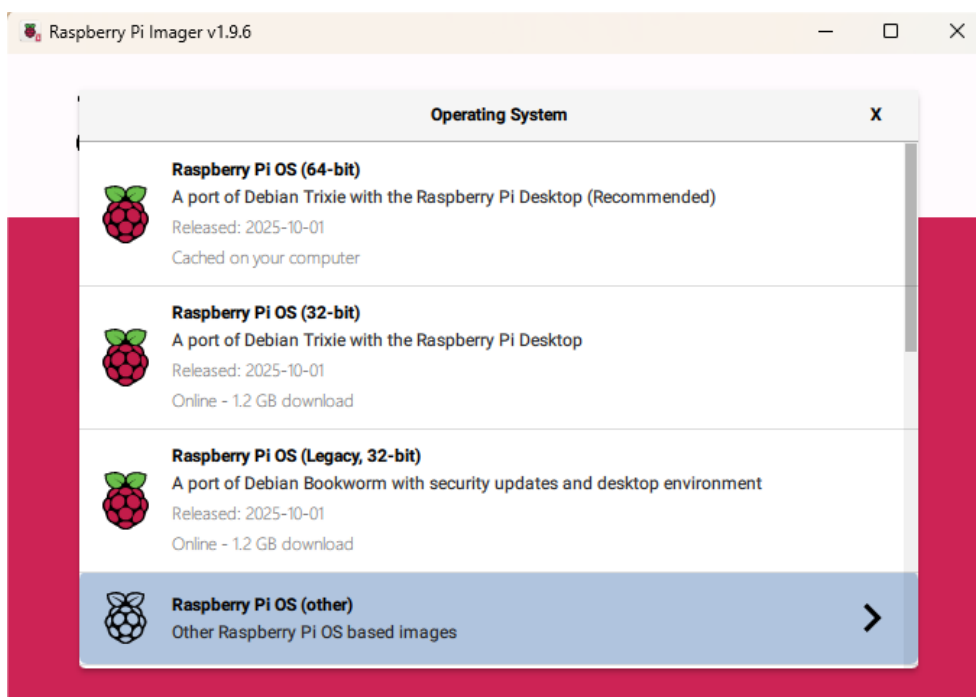 Raspberry Pi Imager v1.9.6
Operating System
X
Raspberry Pi OS (64-bit)
A port of Debian Trixie with the Raspberry Pi Desktop (Recommended)
Released: 2025-10-01
Cached on your computer
Raspberry Pi OS (32-bit)
A port of Debian Trixie with the Raspberry Pi Desktop
Released: 2025-10-01
Online - 1.2 GB download
Raspberry Pi OS (Legacy, 32-bit)
A port of Debian Bookworm with security updates and desktop environment
Released: 2025-10-01
Online - 1.2 GB download
Raspberry Pi OS (other)
Other Raspberry Pi OS based images